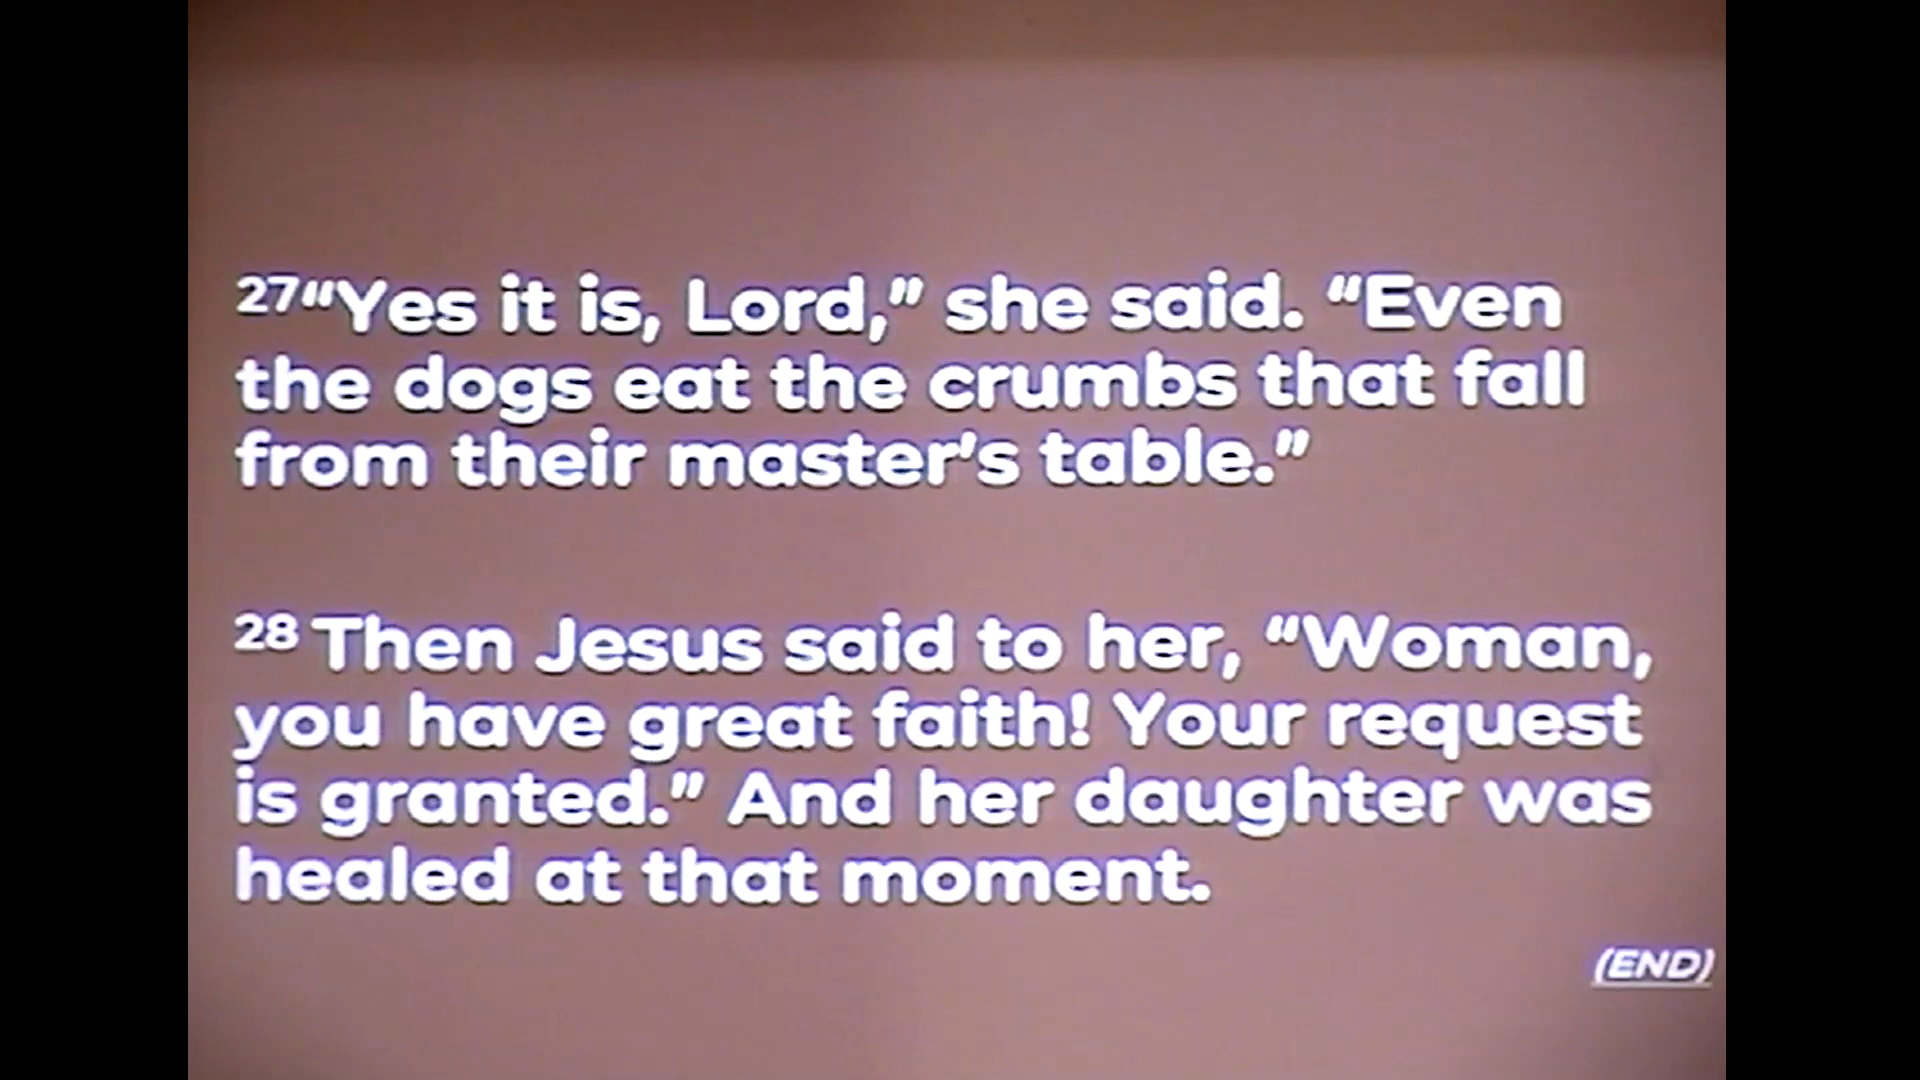 27“Yes it is, Lord,” she said. “Even
the dogs eat the crumbs that fall
from their master’s table.”
28 Then Jesus said to her, “Woman,
you have great faith! Your request
is granted.” And her daughter was
healed at that moment.
(END)